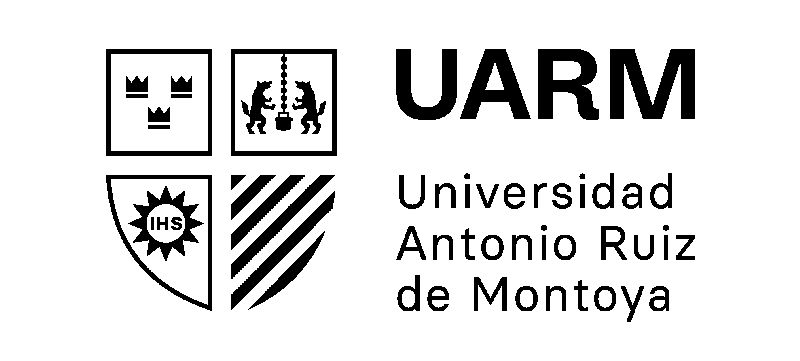 UARM
IHS
Universidad
Antonio Ruiz
de Montoya